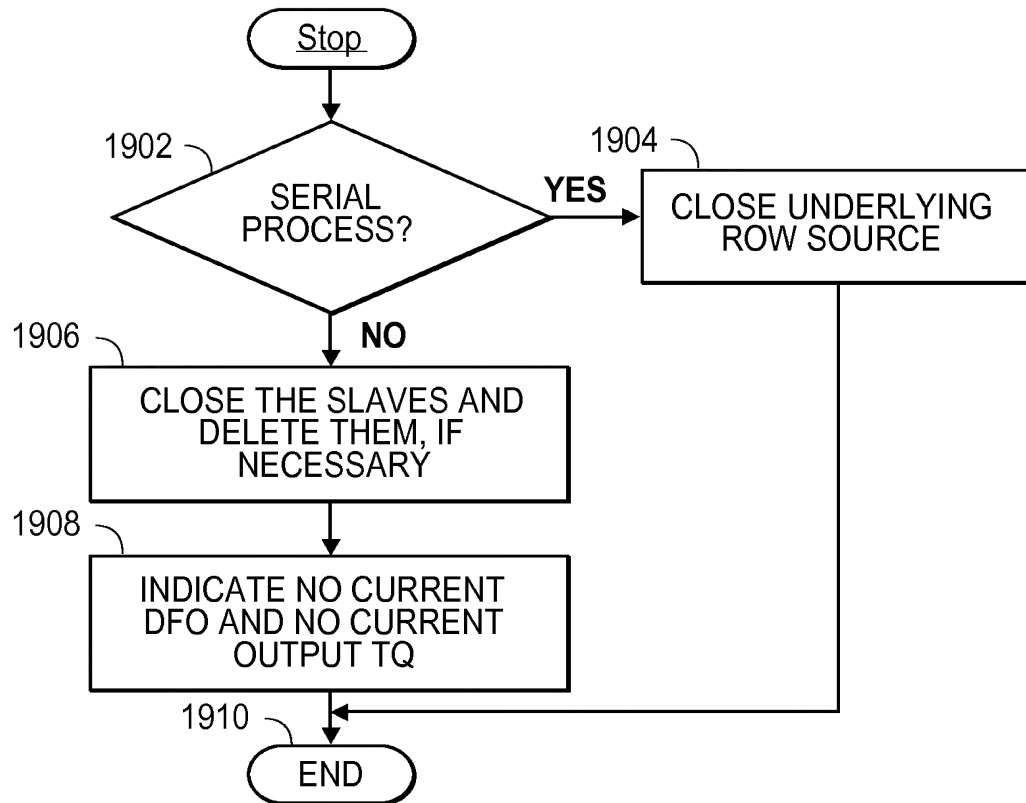 Stop
1902
SERIAL
PROCESS?
YES
1904
CLOSE UNDERLYING
ROW SOURCE
NO
1906
CLOSE THE SLAVES AND
DELETE THEM, IF
NECESSARY
1908
INDICATE NO CURRENT
DFO AND NO CURRENT
OUTPUT TQ
1910
END